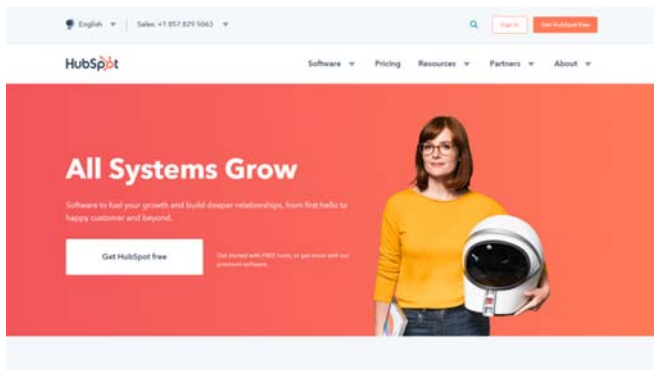 English
Sales: +1 857 829 5063
Sign in
Get HubSpot free
HubSpot
Software
Pricing
Resources
Partners
About
All Systems Grow
Software to fuel your growth and build deeper relationships, from first hello to
happy customer and beyond.
Get HubSpot free
Get started with FREE tools, or get more with our
premium software.